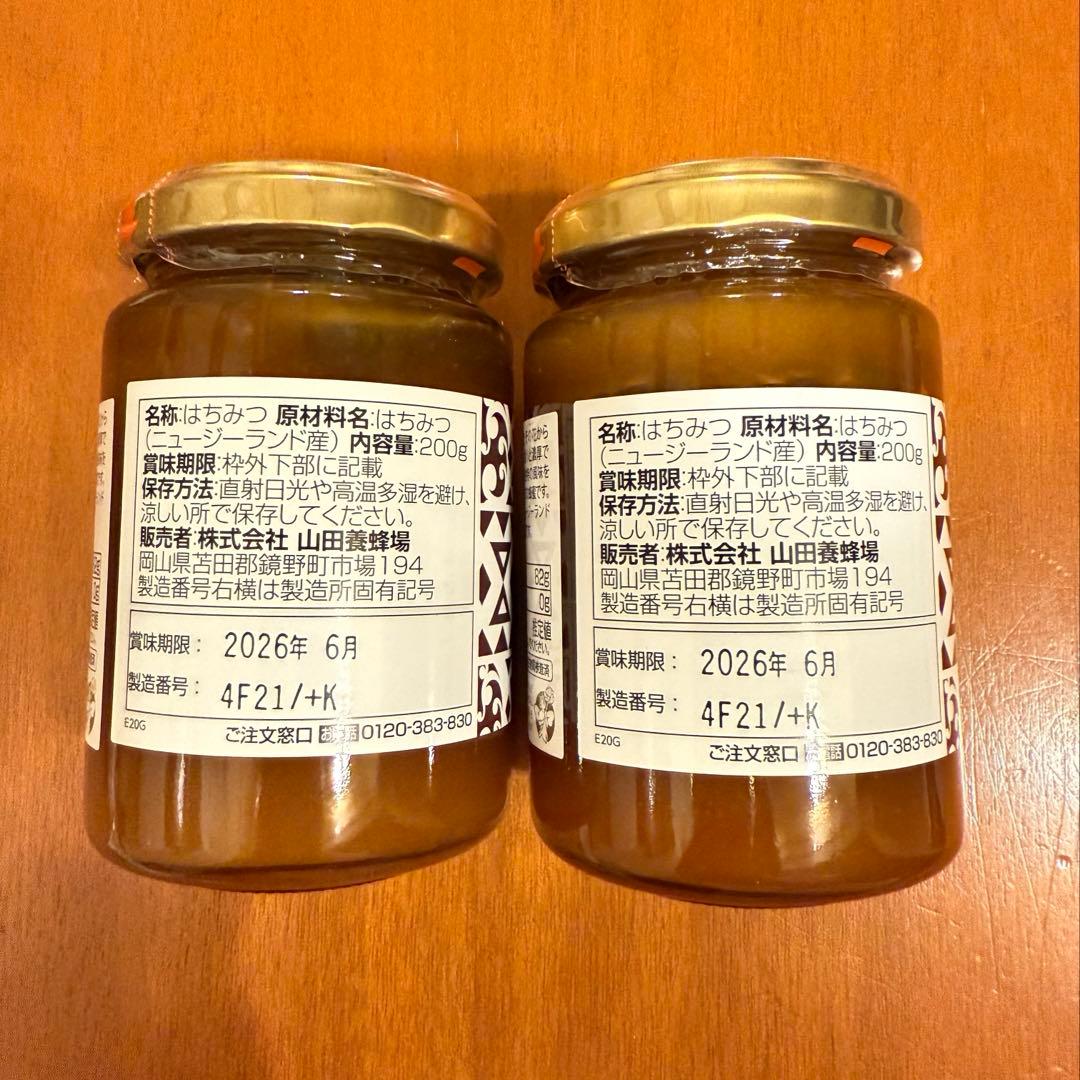 名称:はちみつ 原材料名:はちみつ
(ニュージーランド産) 内容量:200g
賞味期限:枠外下部に記載
保存方法:直射日光や高温多湿を避け、
涼しい所で保存してください。
販売者:株式会社 山田養蜂場
岡山県苫田郡鏡野町市場194
製造番号右横は製造所固有記号
賞味期限: 2026年 6月
製造番号: 4F21/+K
E20G
ご注文窓口 0120-383-830
名称:はちみつ 原材料名:はちみつ
(ニュージーランド産) 内容量:200g
賞味期限:枠外下部に記載
保存方法:直射日光や高温多湿を避け、
涼しい所で保存してください。
販売者:株式会社 山田養蜂場
岡山県苫田郡鏡野町市場194
製造番号右横は製造所固有記号
賞味期限: 2026年 6月
製造番号: 4F21/+K
E20G
ご注文窓口 0120-383-830
82g
0g
推定値